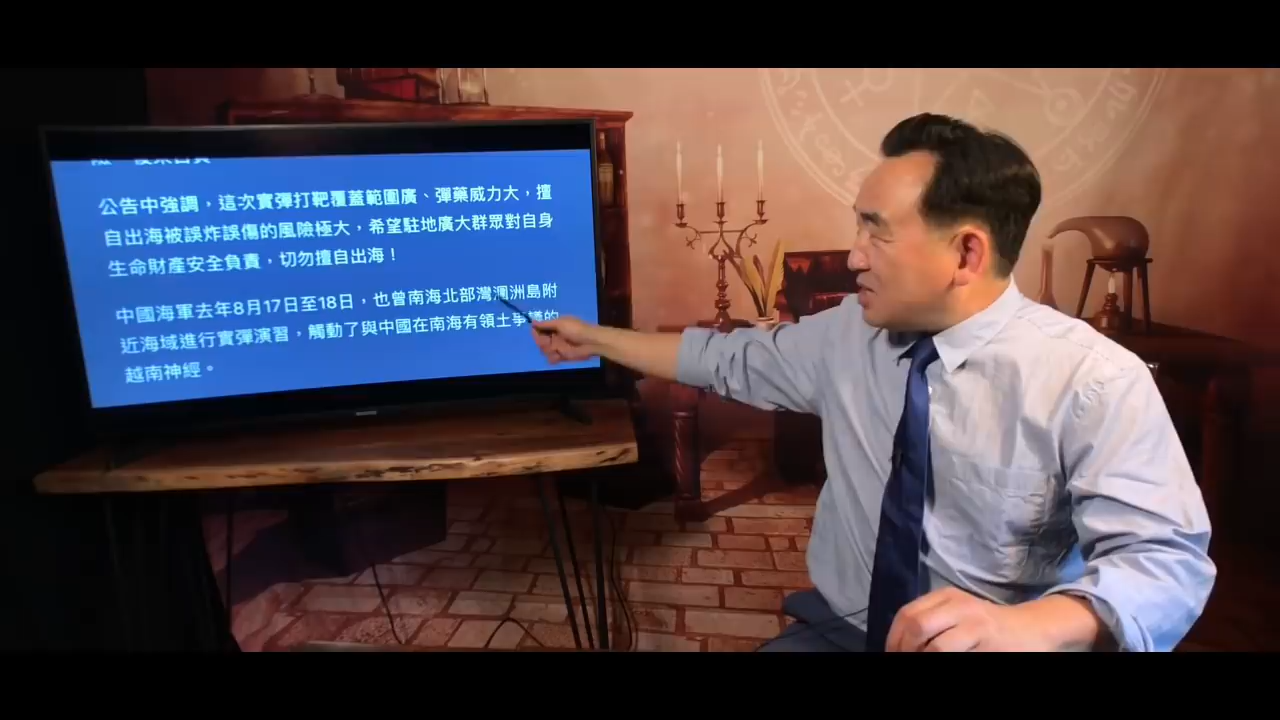 公告中強調，這次實彈打靶覆蓋範圍廣、彈藥威力大，擅
自出海被誤炸誤傷的風險極大，希望駐地廣大群眾對自身
生命財產安全負責，切勿擅自出海！
中國海軍去年8月17日至18日，也曾南海北部灣潿洲島附
近海域進行實彈演習，觸動了與中國在南海有領土爭議的
越南神經。